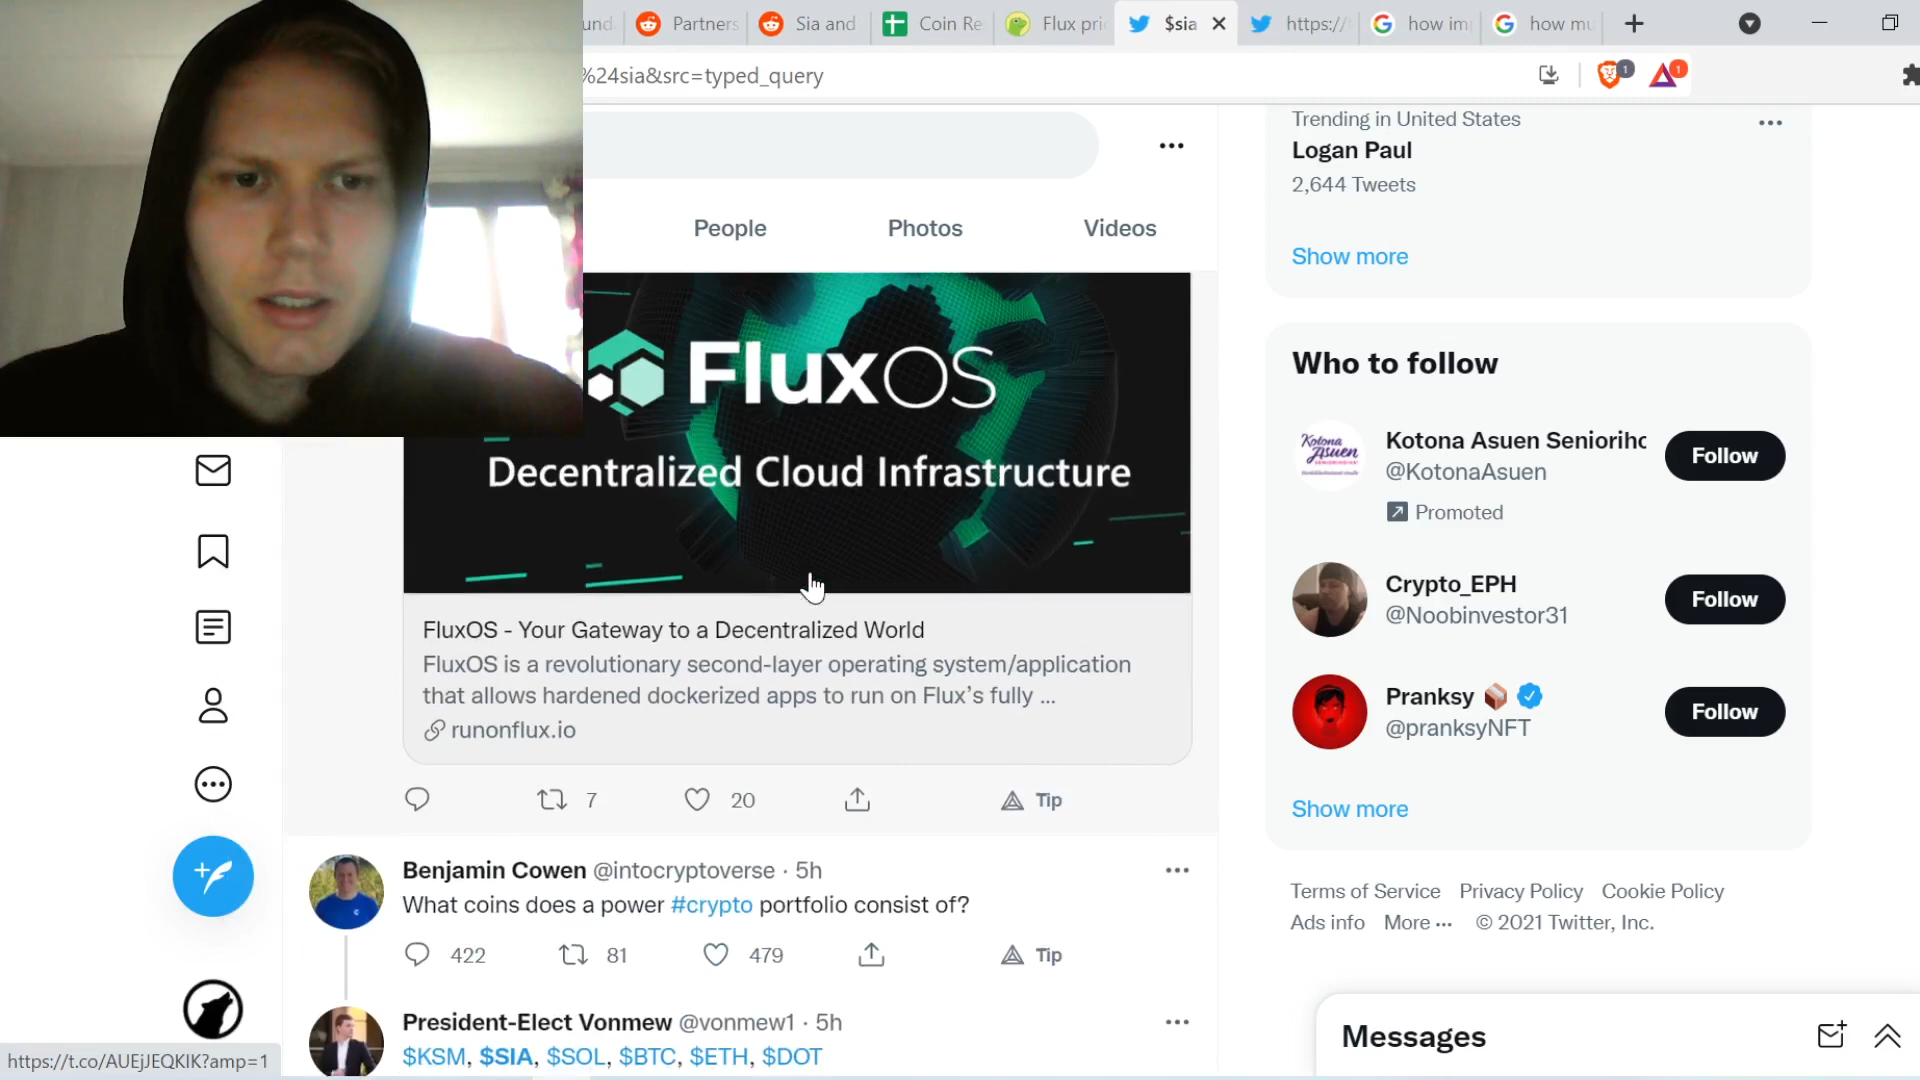 und
Partners
Sia and
Coin Re
Flux pri
$sia
https://
how im
how mu
%24sia&src=typed_query
1
1
People
Photos
Videos
FluxOS
Decentralized Cloud Infrastructure
FluxOS - Your Gateway to a Decentralized World
FluxOS is a revolutionary second-layer operating system/application
that allows hardened dockerized apps to run on Flux’s fully ...
runonflux.io
7
20
Tip
Benjamin Cowen @intocryptoverse · 5h
What coins does a power #crypto portfolio consist of?
422
81
479
Tip
President-Elect Vonmew @vonmew1 · 5h
$KSM, $SIA, $SOL, $BTC, $ETH, $DOT
https://t.co/AUEjJEQKIK?amp=1
Trending in United States
Logan Paul
2,644 Tweets
Show more
Who to follow
Kotona Asuen Seniorihc
@KotonaAsuen
Promoted
Follow
Crypto_EPH
@Noobinvestor31
Follow
Pranksy
@pranksyNFT
Follow
Show more
Terms of Service Privacy Policy Cookie Policy
Ads info More ··· © 2021 Twitter, Inc.
Messages